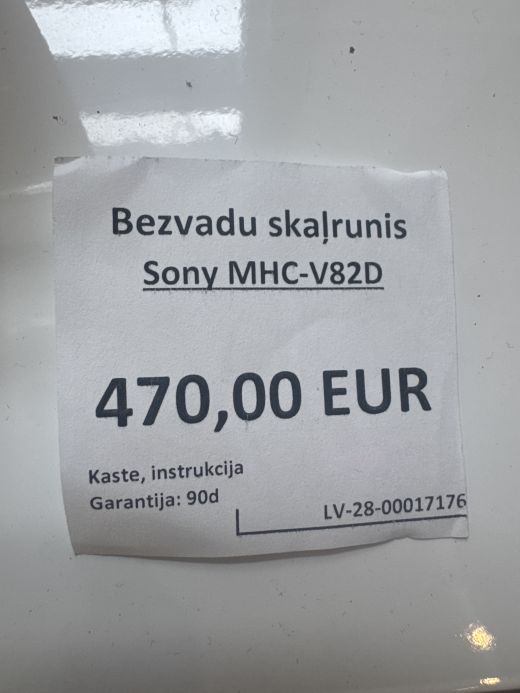 Bezvadu skaļrunis
Sony MHC-V82D
470,00 EUR
Kaste, instrukcija
Garantija: 90d
LV-28-00017176